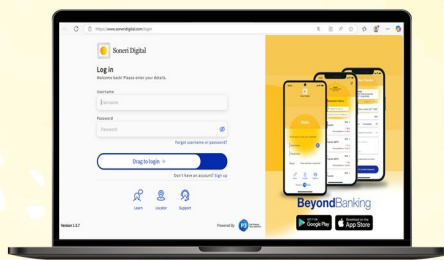 https://www.soneridigital.com/login
Soneri Digital
Log in
Welcome back! Please enter your details.
Username
Username
Password
Password
Forgot username or password?
Drag to login
Don't have an account? Sign up
Learn
Locator
Support
Version 1.3.7
Powered By
BeyondBanking
GET IT ON
Google Play
Download on the
App Store